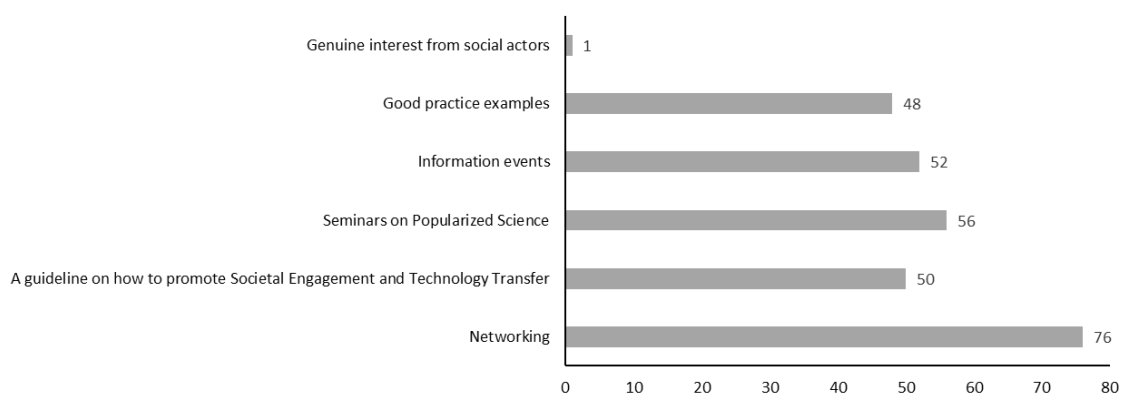 Genuine interest from social actors 1
Good practice examples 48
Information events 52
Seminars on Popularized Science 56
A guideline on how to promote Societal Engagement and Technology Transfer 50
Networking 76
0 10 20 30 40 50 60 70 80